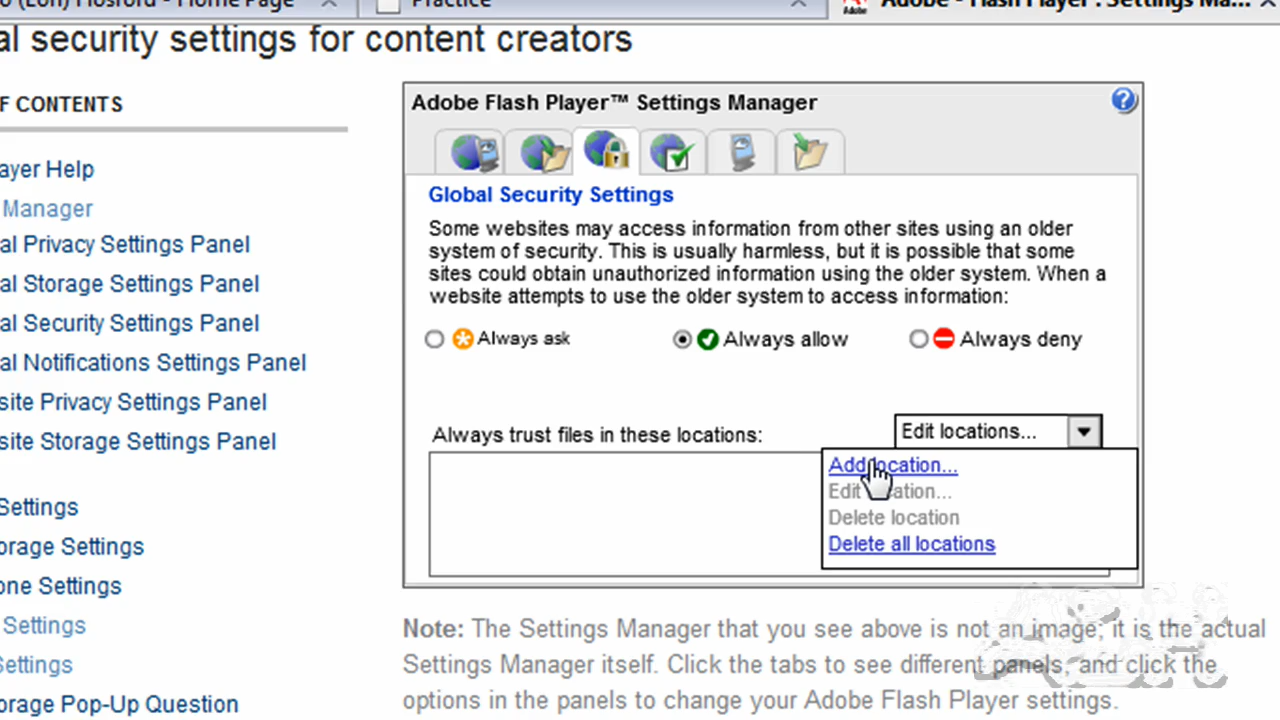 Home Page
Practice
Adobe - Flash Player : Settings Ma...
al security settings for content creators
F CONTENTS
ayer Help
Manager
al Privacy Settings Panel
al Storage Settings Panel
al Security Settings Panel
al Notifications Settings Panel
site Privacy Settings Panel
site Storage Settings Panel
Settings
orage Settings
one Settings
Settings
Settings
orage Pop-Up Question
Adobe Flash Player™ Settings Manager
Global Security Settings
Some websites may access information from other sites using an older
system of security. This is usually harmless, but it is possible that some
sites could obtain unauthorized information using the older system. When a
website attempts to use the older system to access information:
Always ask
Always allow
Always deny
Always trust files in these locations:
Edit locations...
Add location...
Edit location...
Delete location
Delete all locations
Note: The Settings Manager that you see above is not an image; it is the actual
Settings Manager itself. Click the tabs to see different panels, and click the
options in the panels to change your Adobe Flash Player settings.